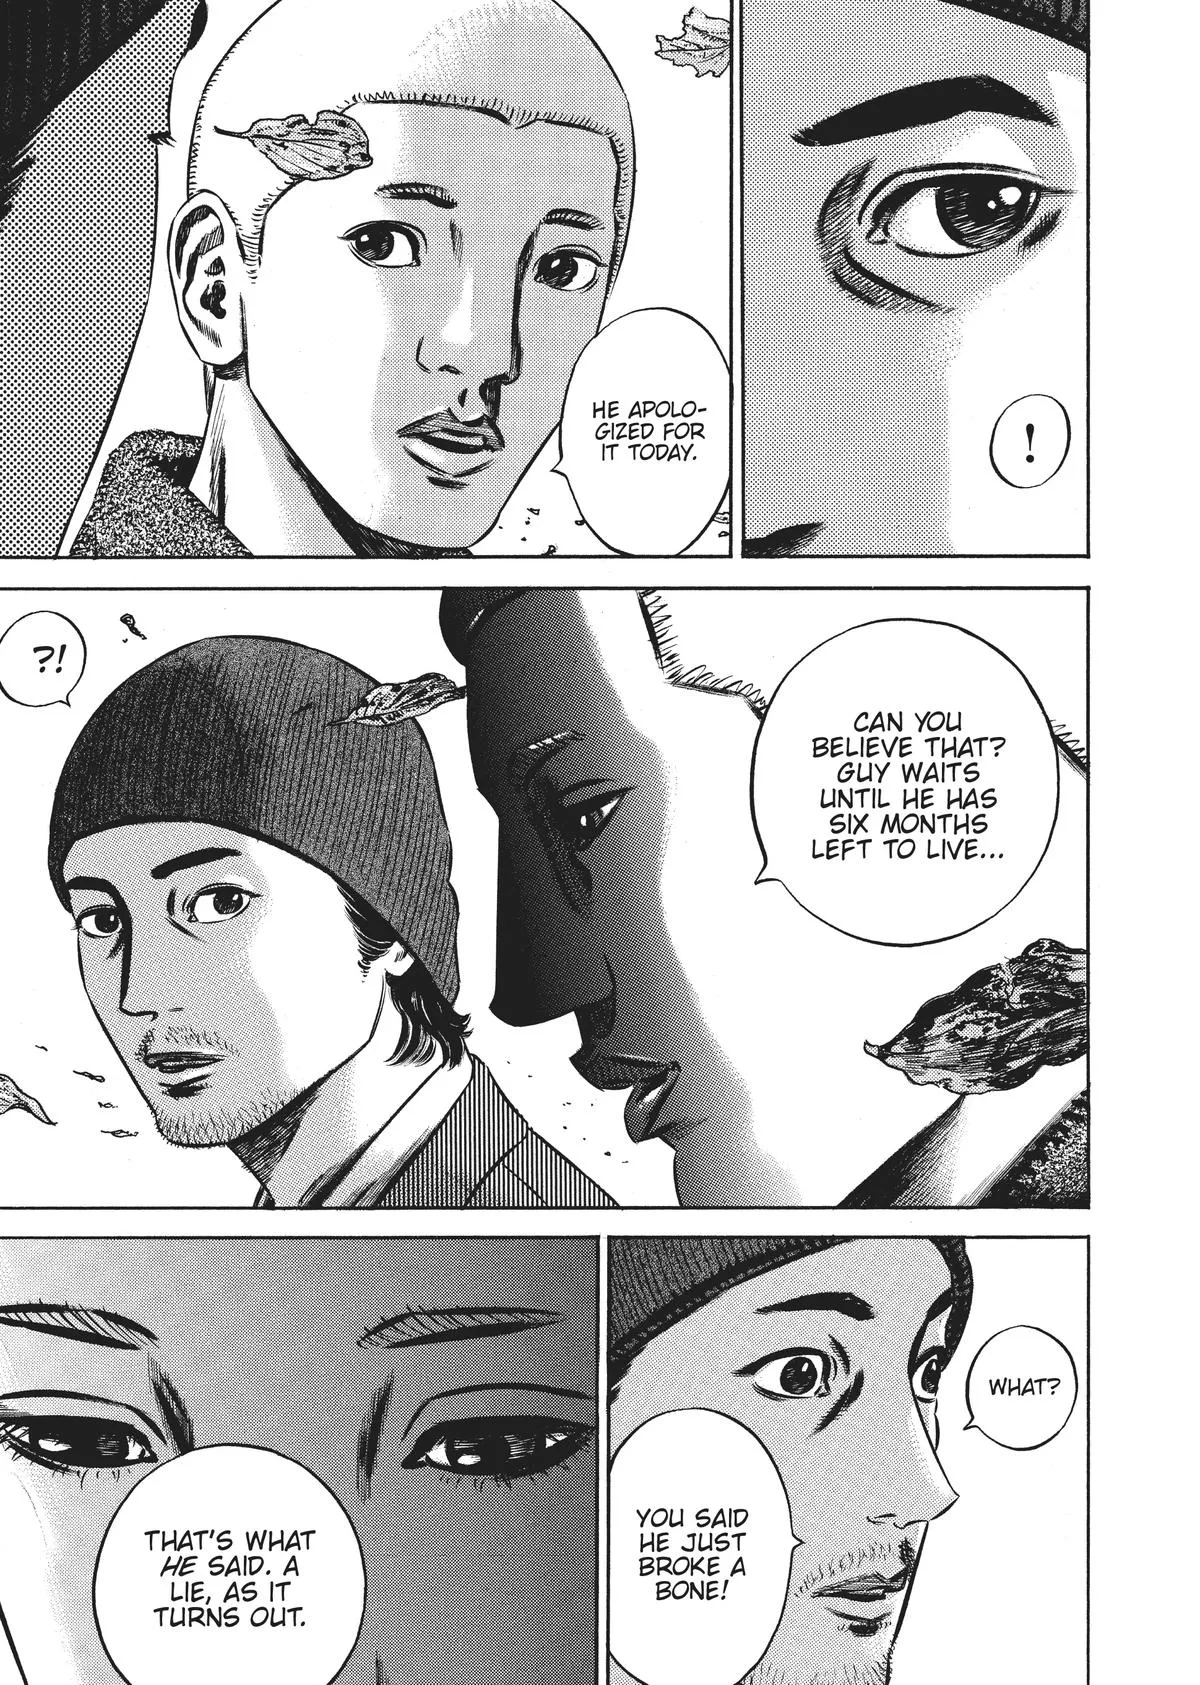 !
HE APOLO-
GIZED FOR
IT TODAY.
CAN YOU
BELIEVE THAT?
GUY WAITS
UNTIL HE HAS
SIX MONTHS
LEFT TO LIVE...
?!
WHAT?
YOU SAID
HE JUST
BROKE A
BONE!
THAT'S WHAT
HE SAID. A
LIE, AS IT
TURNS OUT.